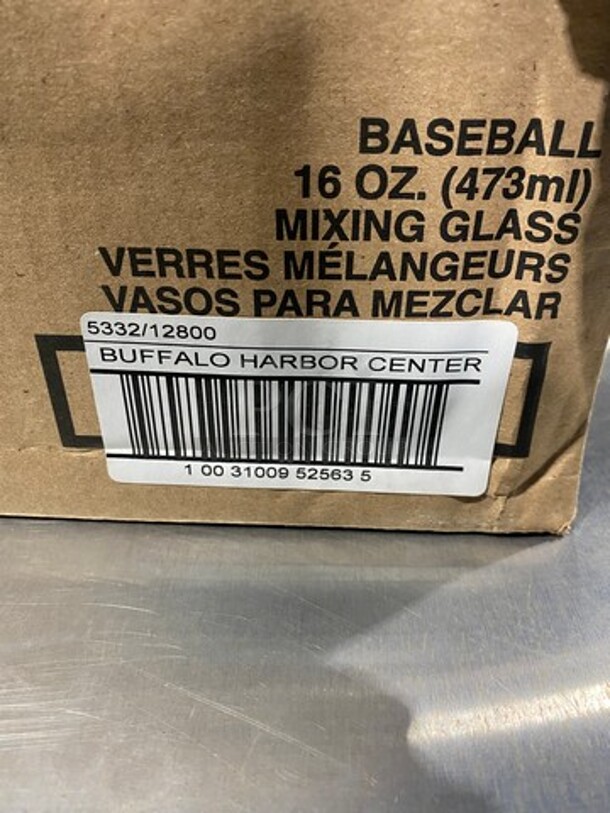 BASEBALL
16 OZ. (473ml)
MIXING GLASS
VERRES MÉLANGEURS
VASOS PARA MEZCLAR
5332/12800
BUFFALO HARBOR CENTER
1 00 31009 52563 5